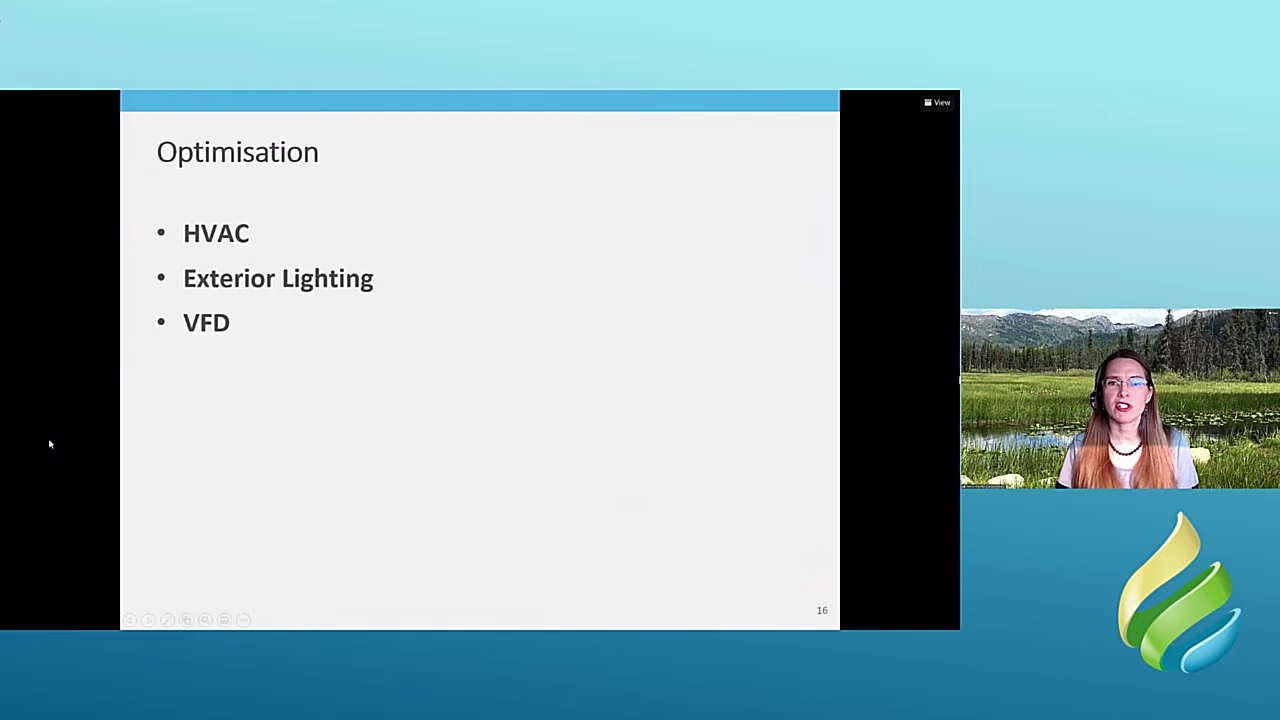 View
Optimisation
• HVAC
• Exterior Lighting
• VFD
16